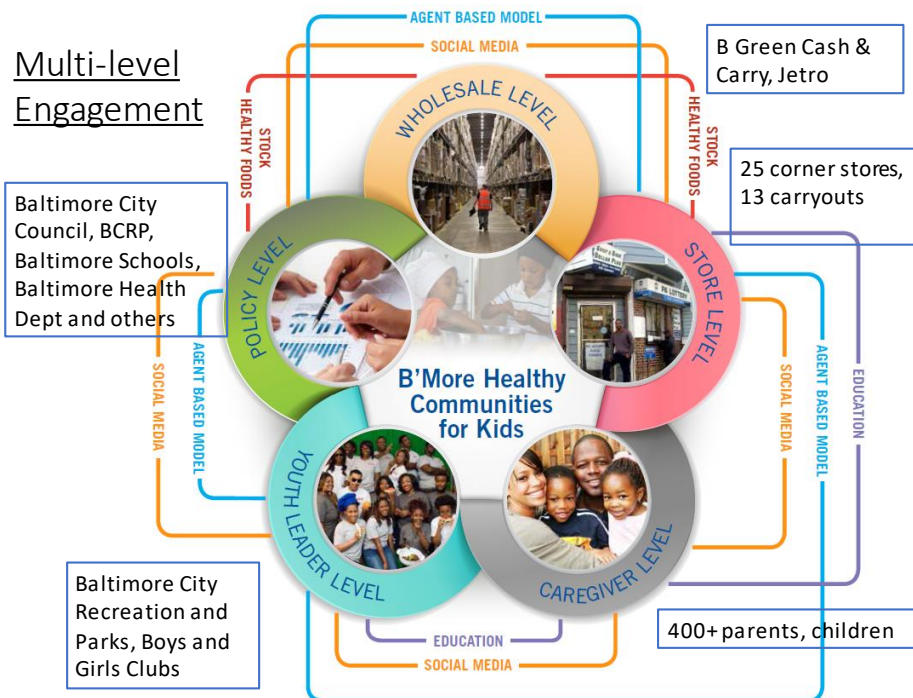 Multi-level
Engagement
AGENT BASED MODEL
SOCIAL MEDIA
B Green Cash &
Carry, Jetro
STOCK
HEALTHY FOODS
WHOLESALE LEVEL
STOCK
HEALTHY FOODS
25 corner stores,
13 carryouts
Baltimore City
Council, BCRP,
Baltimore Schools,
Baltimore Health
Dept and others
POLICY LEVEL
STORE LEVEL
DOLLAR PLUS
PA LOTTERY
SOCIAL MEDIA
AGENT BASED MODEL
B'More Healthy
Communities
for Kids
SOCIAL MEDIA
AGENT BASED MODEL
EDUCATION
YOUTH LEADER LEVEL
CAREGIVER LEVEL
Baltimore City
Recreation and
Parks, Boys and
Girls Clubs
400+ parents, children
EDUCATION
SOCIAL MEDIA